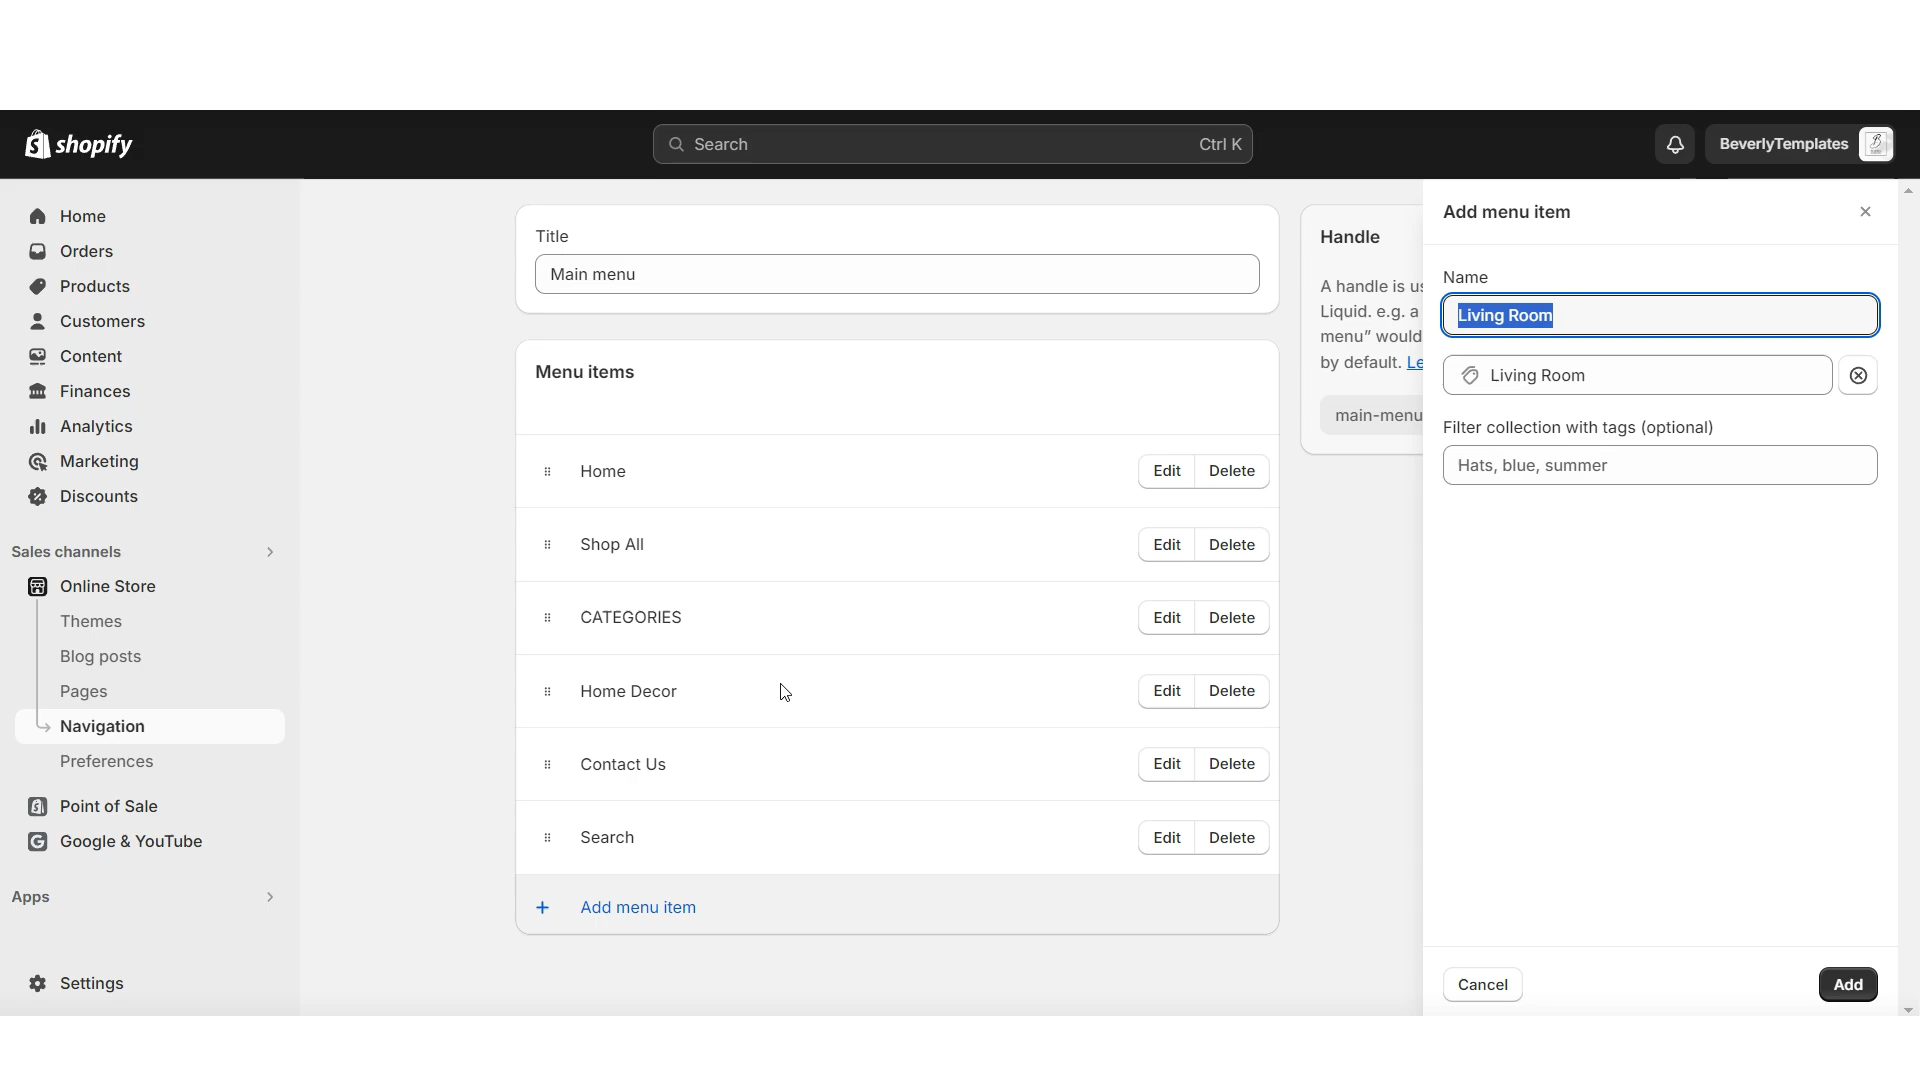 shopify
Search
Ctrl K
BeverlyTemplates
Home
Orders
Products
Customers
Content
Finances
Analytics
Marketing
Discounts
Sales channels
Online Store
Themes
Blog posts
Pages
Navigation
Preferences
Point of Sale
Google & YouTube
Apps
Settings
Title
Main menu
Menu items
Home Edit Delete
Shop All Edit Delete
CATEGORIES Edit Delete
Home Decor Edit Delete
Contact Us Edit Delete
Search Edit Delete
+ Add menu item
Handle
A handle is us
Liquid. e.g. a
menu” would
by default. Le
main-menu
Add menu item
Name
Living Room
Living Room
Filter collection with tags (optional)
Hats, blue, summer
Cancel
Add